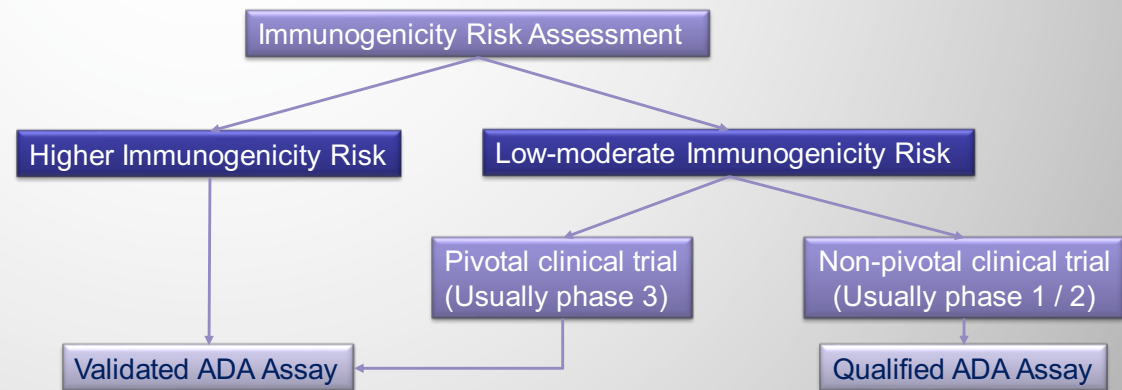 Immunogenicity Risk Assessment
Higher Immunogenicity Risk
Low-moderate Immunogenicity Risk
Pivotal clinical trial
(Usually phase 3)
Non-pivotal clinical trial
(Usually phase 1 / 2)
Validated ADA Assay
Qualified ADA Assay